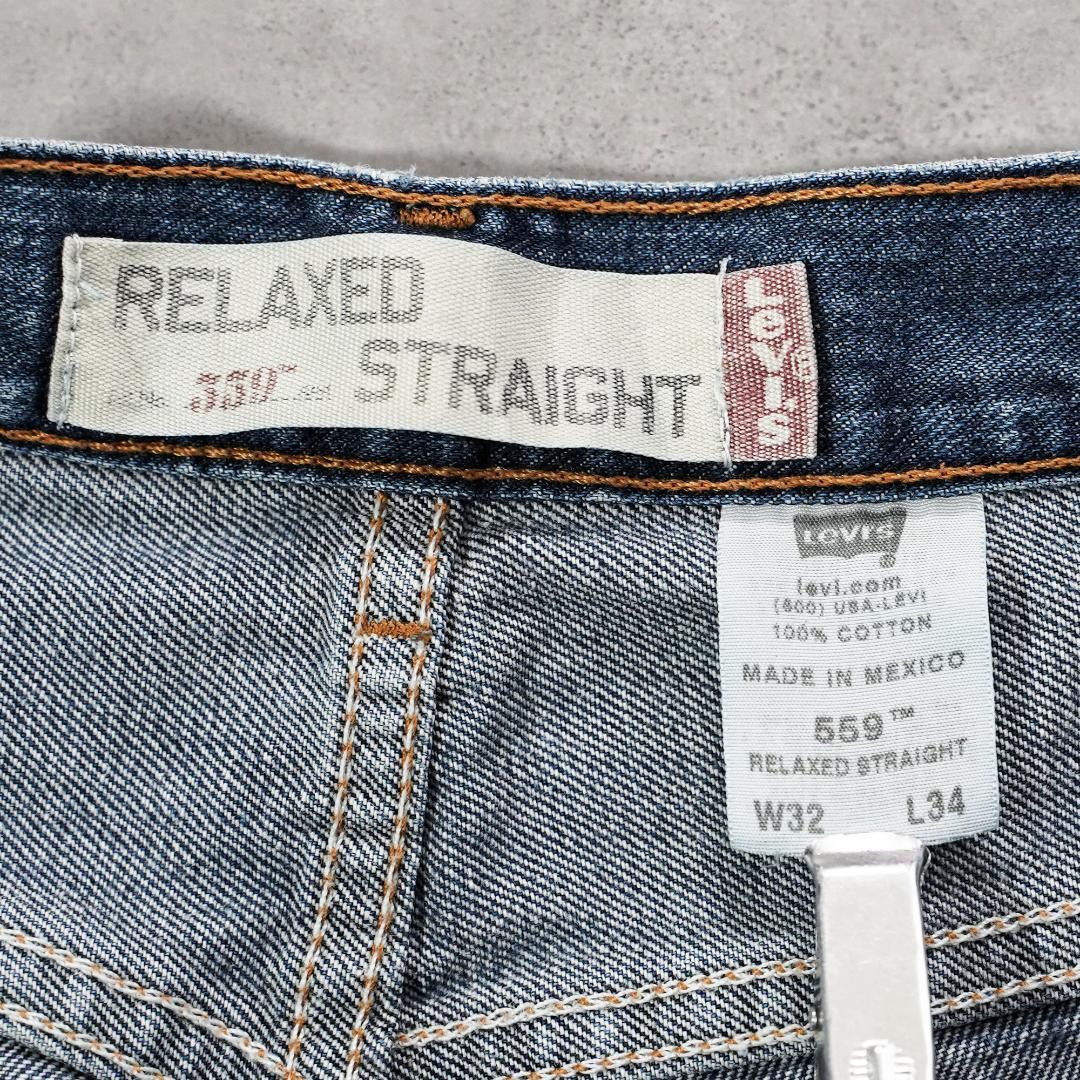 RELAXED
559™
STRAIGHT
Levi's®
Levi's
levi.com
(800) USA-LEVI
100% COTTON
MADE IN MEXICO
559™
RELAXED STRAIGHT
W32 L34